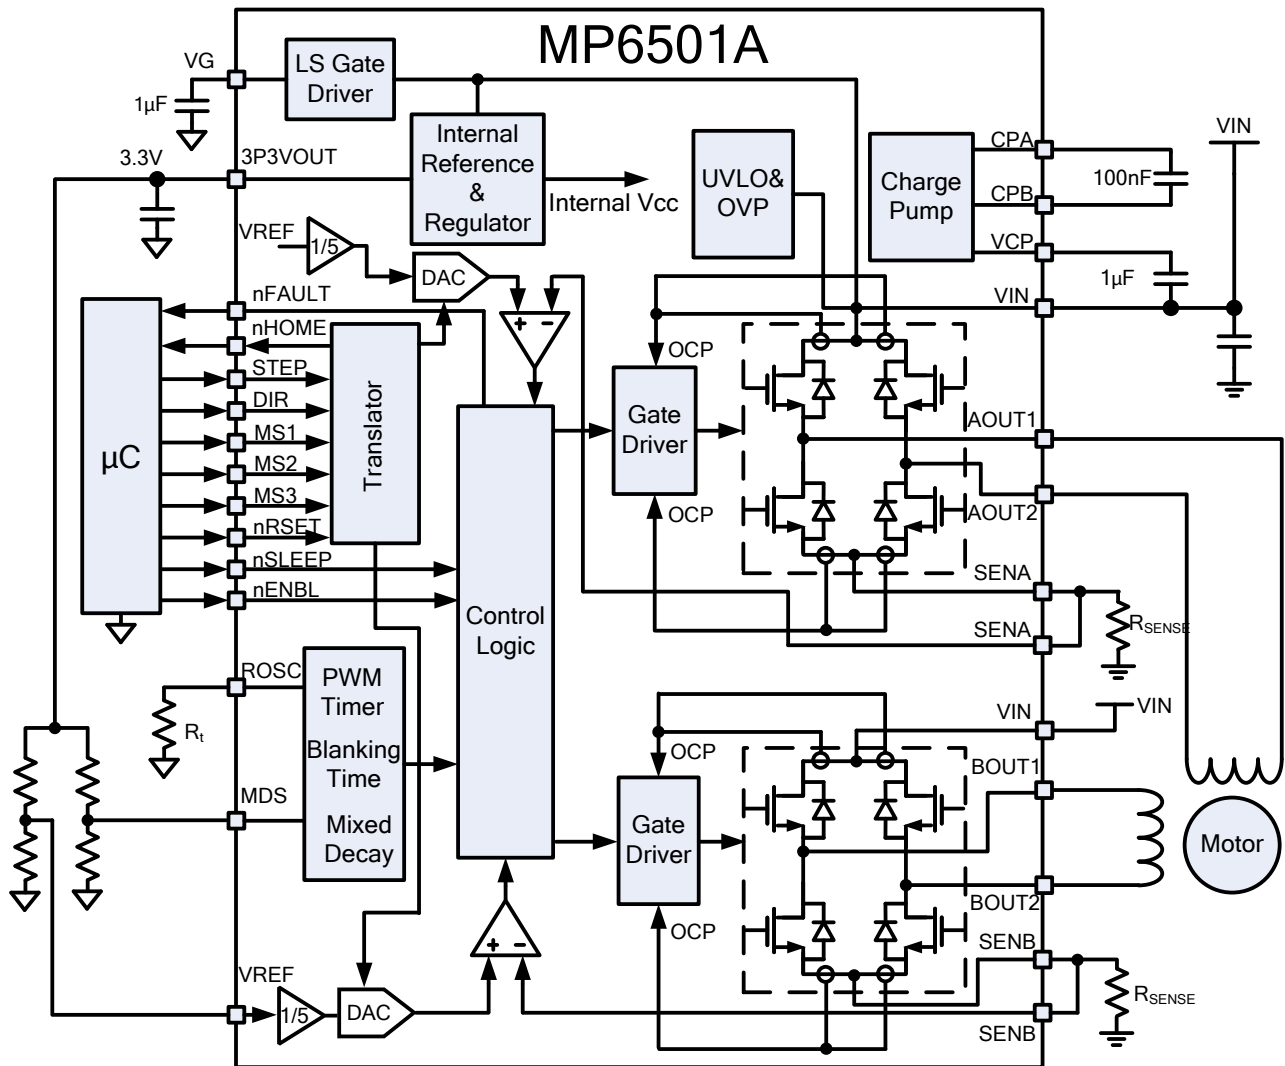 MP6501A
VG
LS Gate
Driver
1µF
3.3V
3P3VOUT
Internal
Reference
&
Regulator
Internal Vcc
UVLO&
OVP
Charge
Pump
CPA
CPB
VCP
100nF
1µF
VIN
VIN
VREF
1/5
DAC
nFAULT
nHOME
STEP
DIR
MS1
MS2
MS3
nRSET
nSLEEP
nENBL
µC
Translator
+ -
Control
Logic
OCP
Gate
Driver
OCP
AOUT1
AOUT2
SENA
SENA
RSENSE
ROSC
Rt
MDS
PWM
Timer
Blanking
Time
Mixed
Decay
VIN
VIN
OCP
Gate
Driver
OCP
BOUT1
BOUT2
Motor
SENB
SENB
RSENSE
+ -
VREF
1/5
DAC